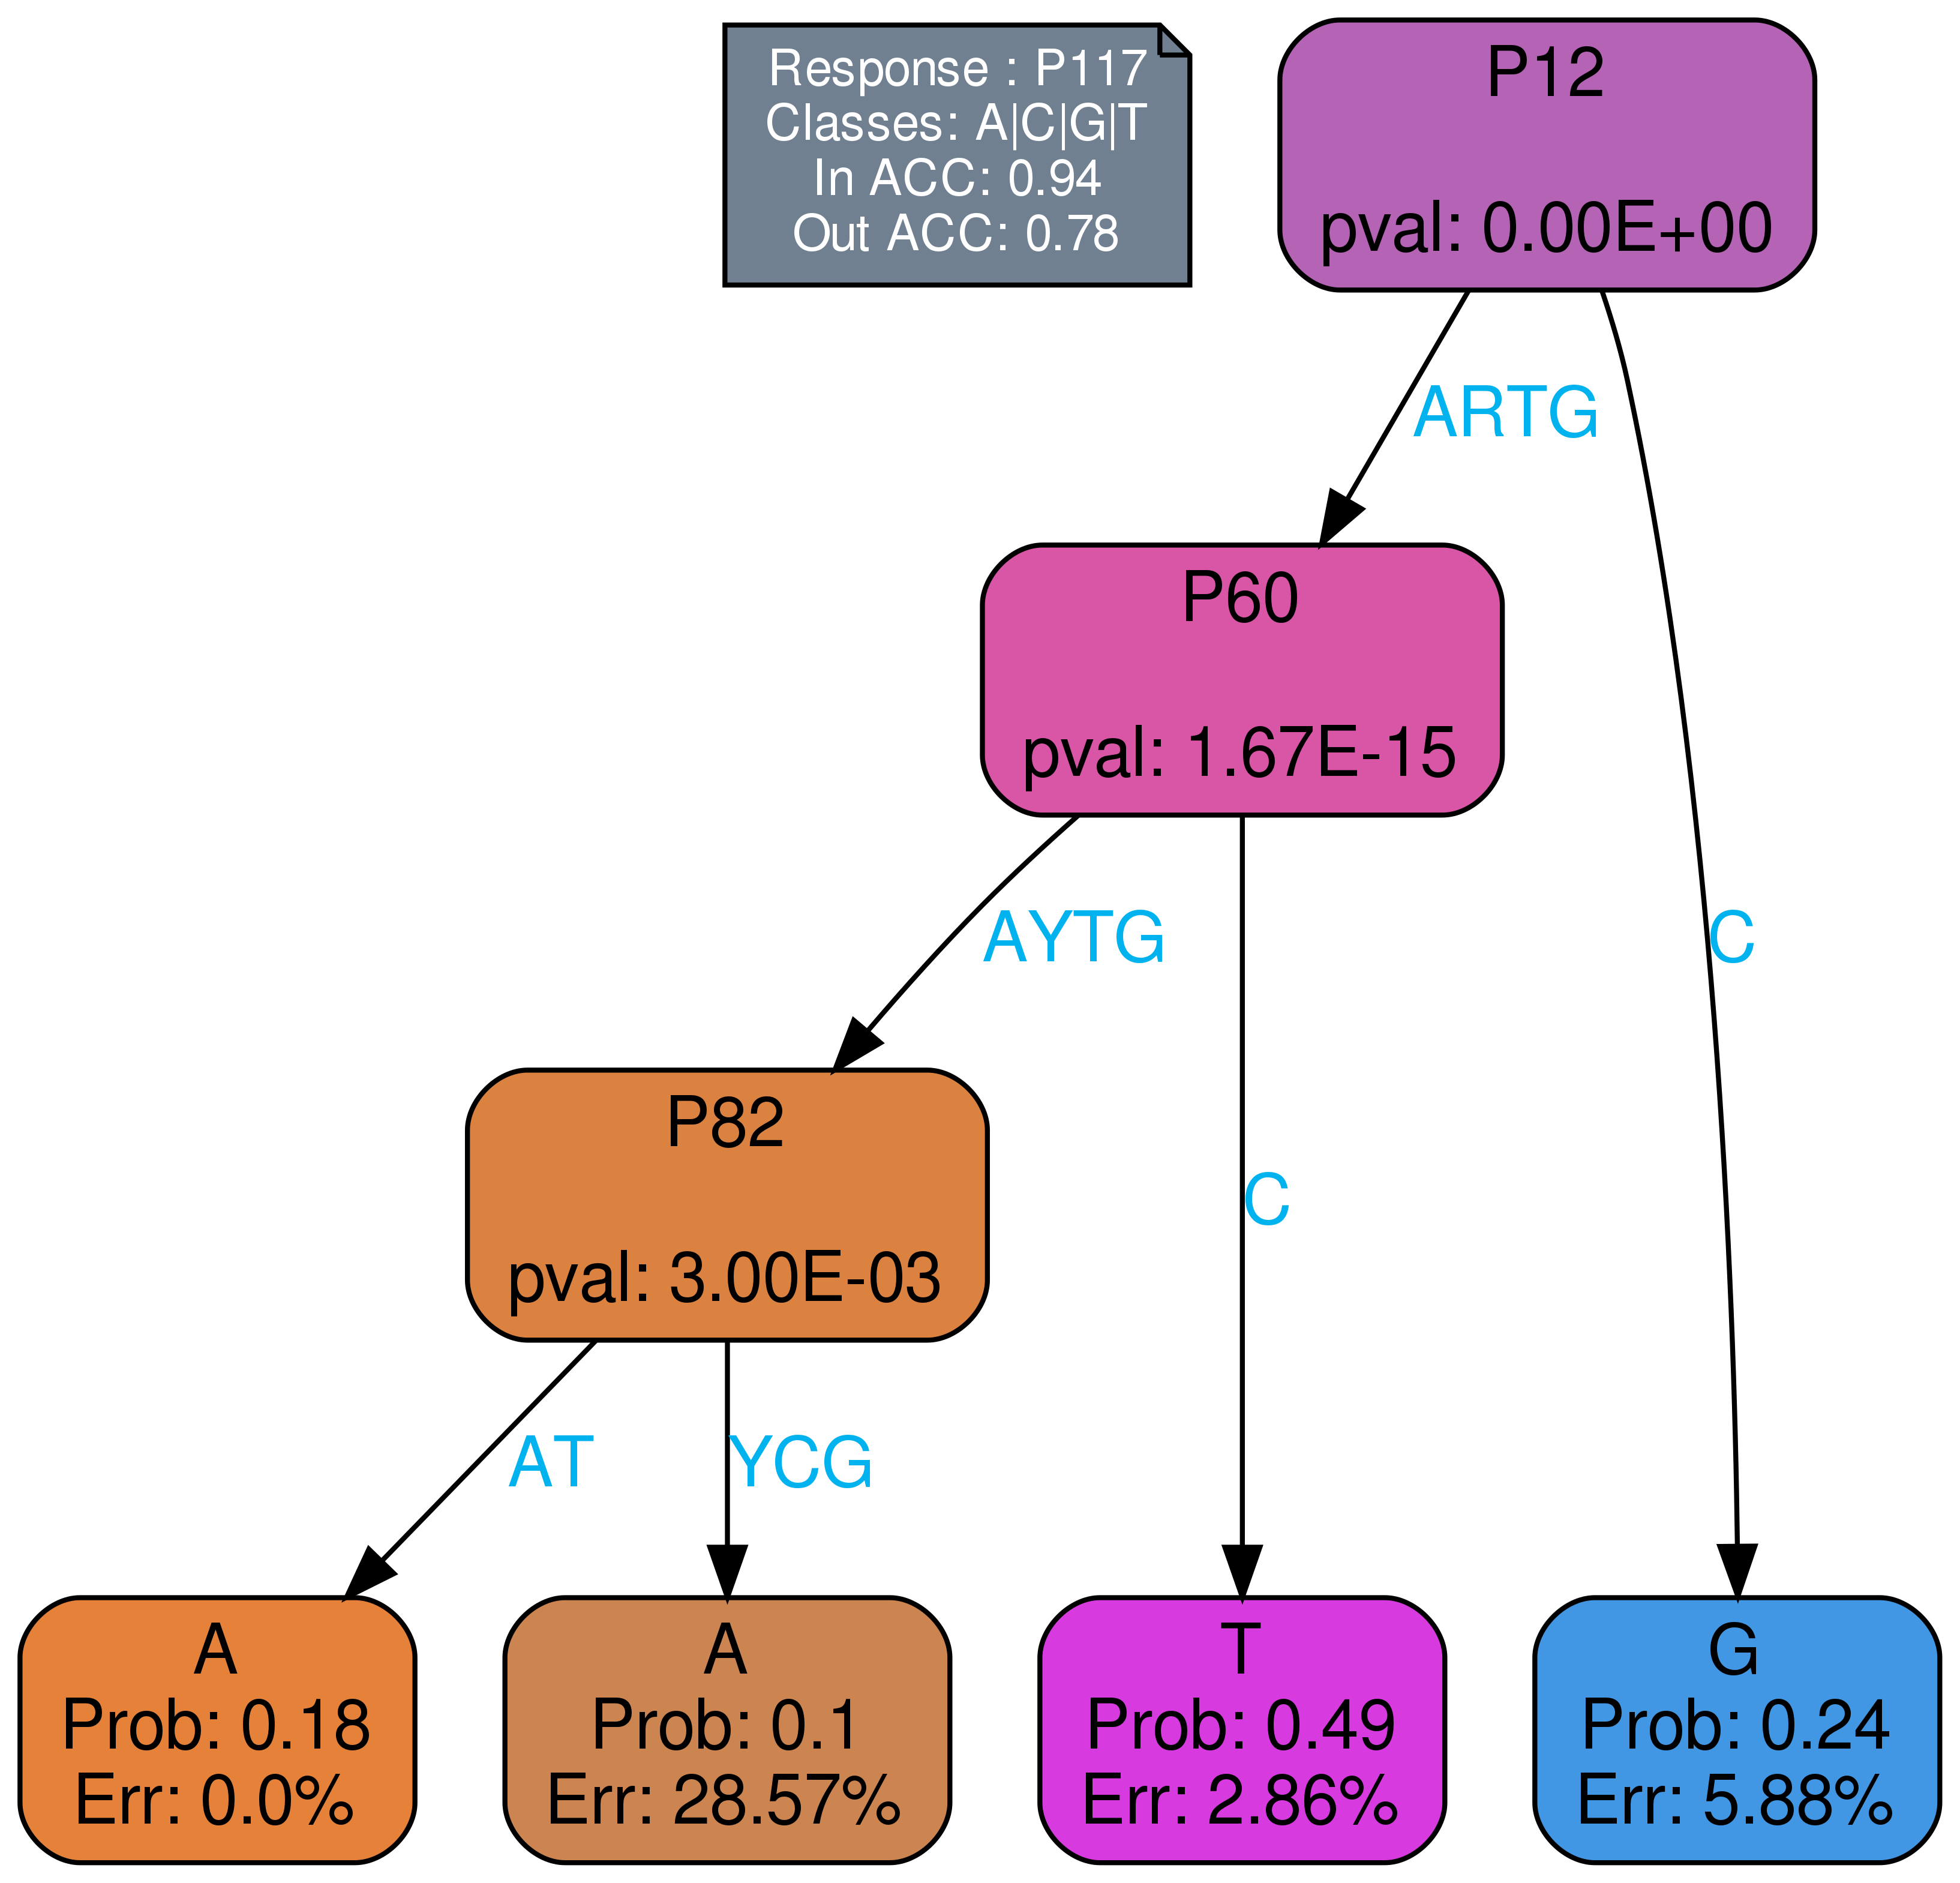 Response : P117
Classes: A|C|G|T
In ACC: 0.94
Out ACC: 0.78
P12
pval: 0.00E+00
ARTG
P60
pval: 1.67E-15
AYTG
C
P82
pval: 3.00E-03
C
AT
YCG
A
Prob: 0.18
Err: 0.0%
A
Prob: 0.1
Err: 28.57%
T
Prob: 0.49
Err: 2.86%
G
Prob: 0.24
Err: 5.88%